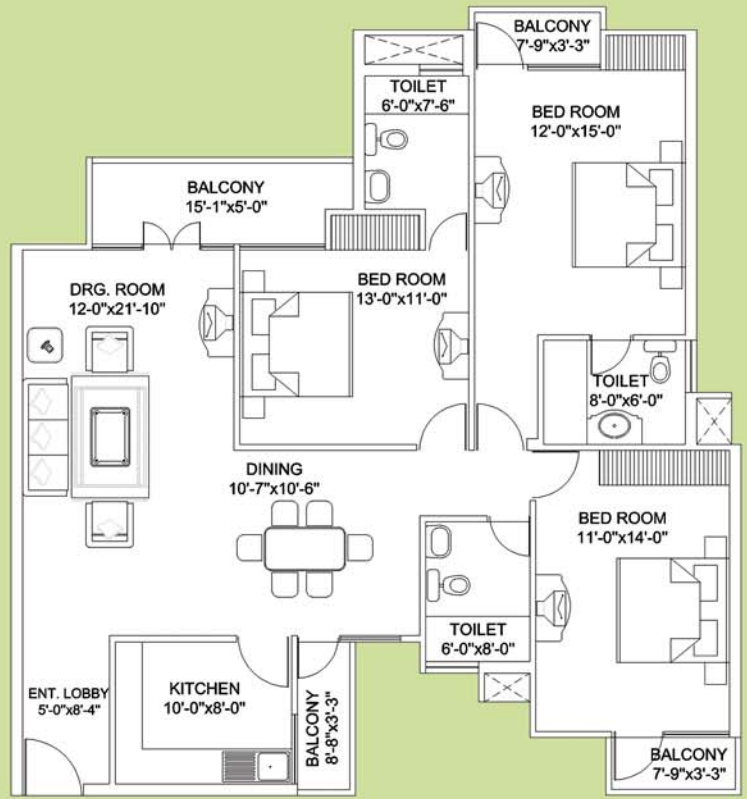 BALCONY
7'-9"x3'-3"
TOILET
6'-0"x7'-6"
BED ROOM
12'-0"x15'-0"
BALCONY
15'-1"x5'-0"
DRG. ROOM
12-0"x21'-10"
BED ROOM
13'-0"x11'-0"
TOILET
8'-0"x6'-0"
DINING
10'-7"x10'-6"
BED ROOM
11'-0"x14'-0"
TOILET
6'-0"x8'-0"
ENT. LOBBY
5'-0"x8'-4"
KITCHEN
10'-0"x8'-0"
BALCONY
8'-8"x3'-3"
BALCONY
7'-9"x3'-3"